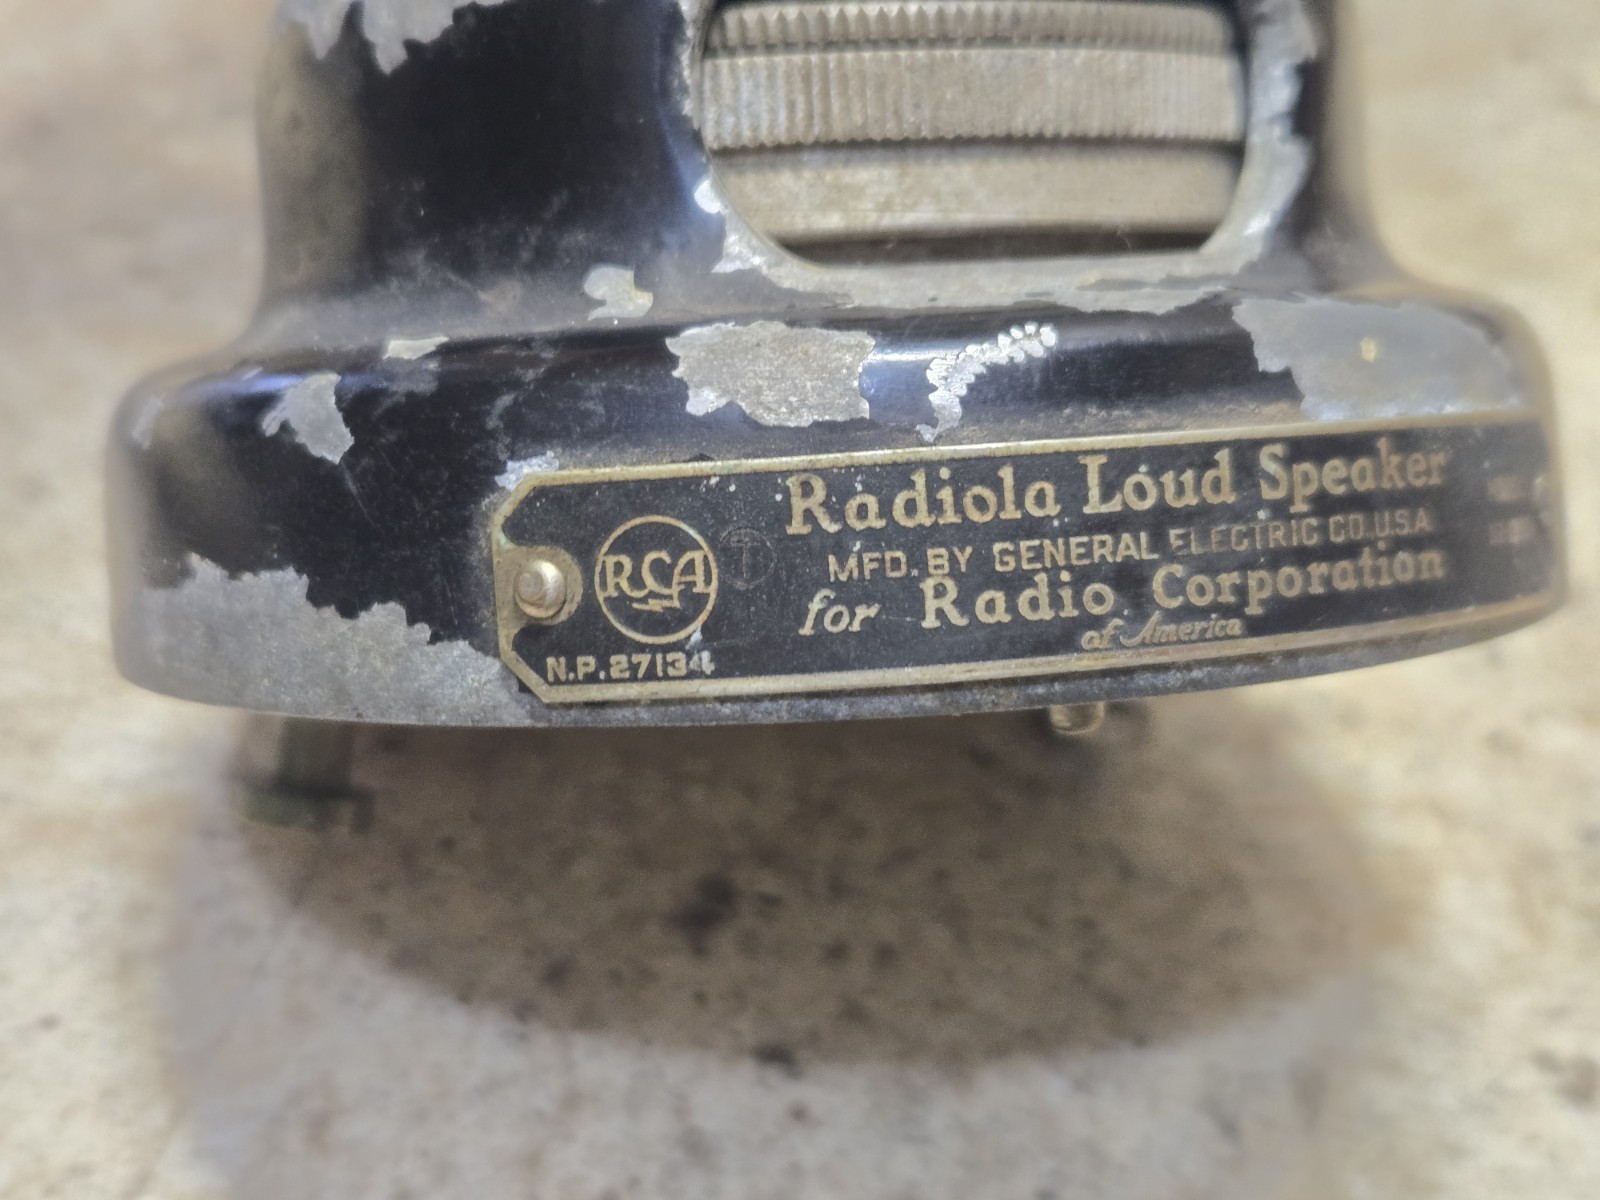 Radiola Loud Speaker
MFD. BY GENERAL ELECTRIC CO. U.S.A.
for Radio Corporation
of America
RCA
N.P. 27134